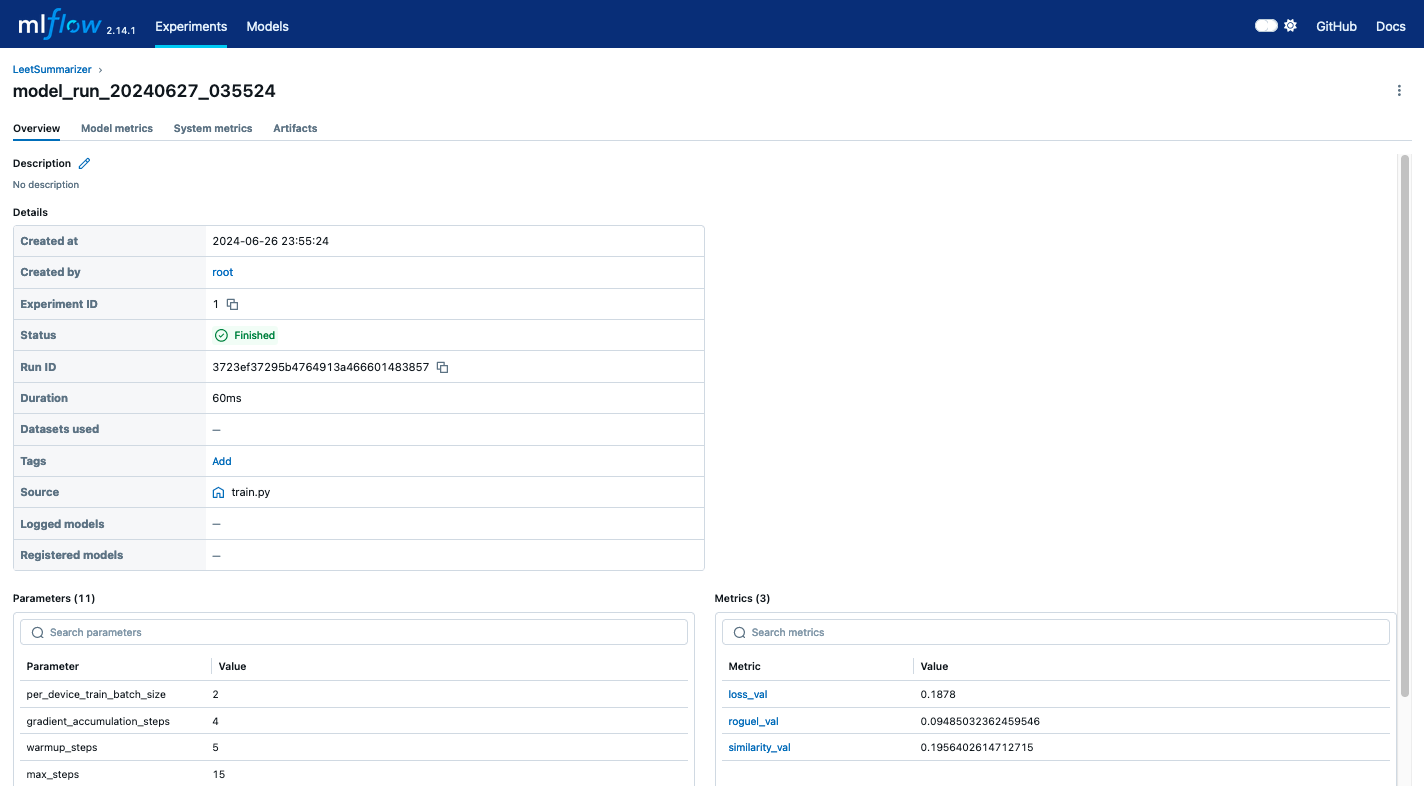 mlflow 2.14.1 Experiments Models GitHub Docs
LeetSummarizer ›
model_run_20240627_035524
Overview Model metrics System metrics Artifacts
Description
No description
Details
Created at 2024-06-26 23:55:24
Created by root
Experiment ID 1
Status Finished
Run ID 3723ef37295b4764913a466601483857
Duration 60ms
Datasets used —
Tags Add
Source train.py
Logged models —
Registered models —
Parameters (11)
Search parameters
Parameter Value
per_device_train_batch_size 2
gradient_accumulation_steps 4
warmup_steps 5
max_steps 15
Metrics (3)
Search metrics
Metric Value
loss_val 0.1878
roguel_val 0.09485032362459546
similarity_val 0.1956402614712715